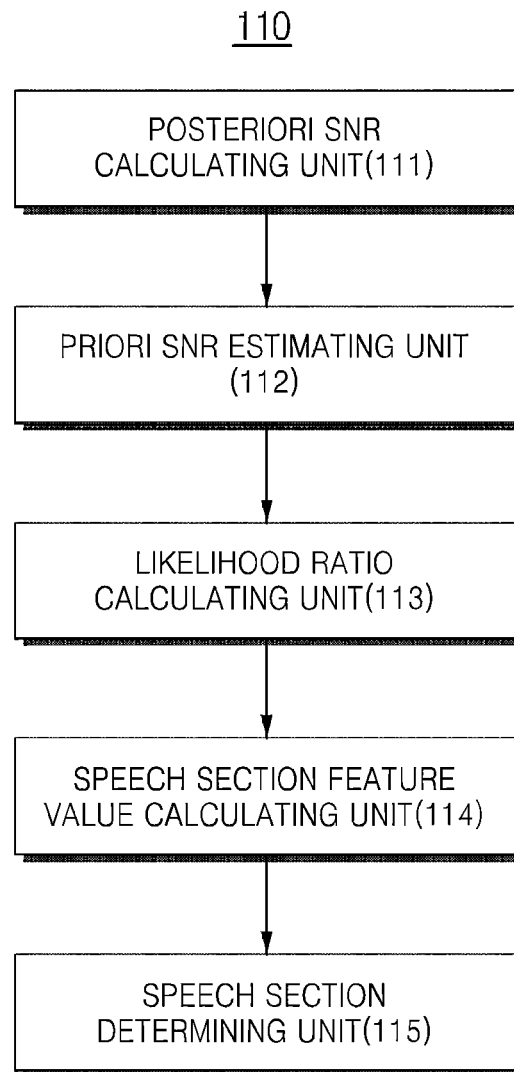 110
POSTERIORI SNR
CALCULATING UNIT(111)
PRIORI SNR ESTIMATING UNIT
(112)
LIKELIHOOD RATIO
CALCULATING UNIT(113)
SPEECH SECTION FEATURE
VALUE CALCULATING UNIT(114)
SPEECH SECTION
DETERMINING UNIT(115)